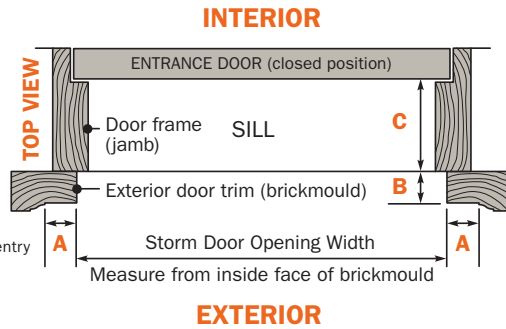 INTERIOR
TOP VIEW
ENTRANCE DOOR (closed position)
Door frame
(jamb)
SILL
C
Exterior door trim (brickmould)
B
entry
A
Storm Door Opening Width
A
Measure from inside face of brickmould
EXTERIOR